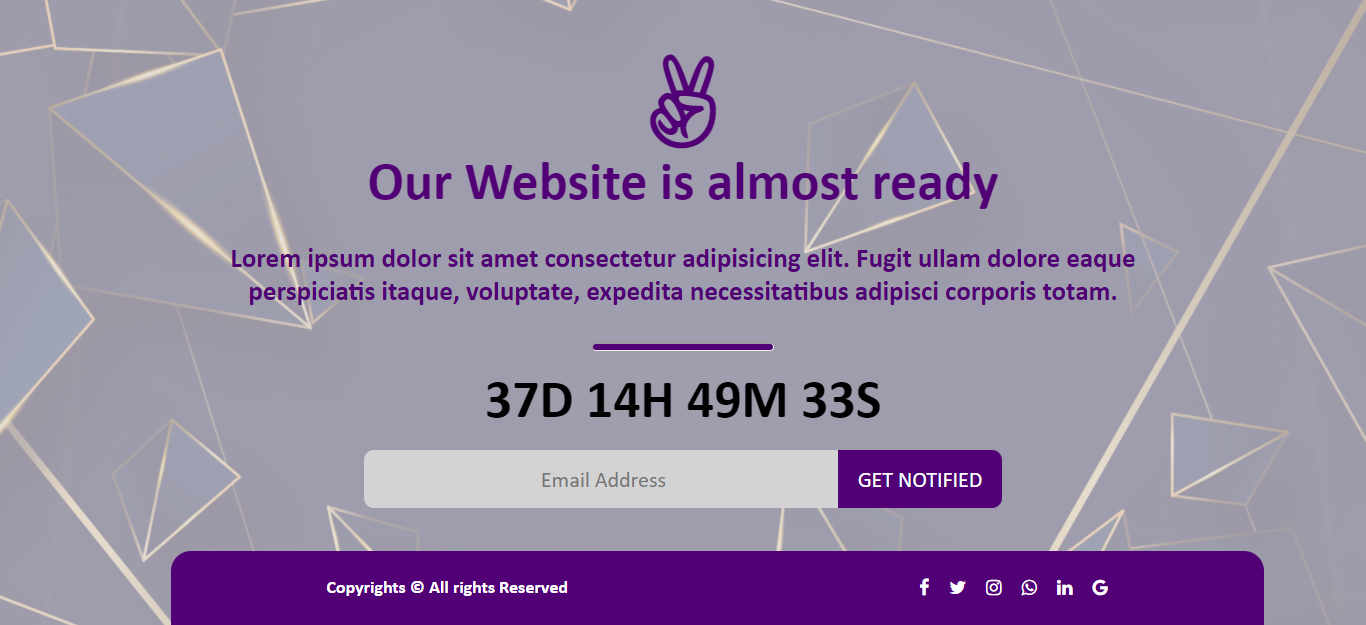 Our Website is almost ready
Lorem ipsum dolor sit amet consectetur adipisicing elit. Fugit ullam dolore eaque
perspiciatis itaque, voluptate, expedita necessitatibus adipisci corporis totam.
37D 14H 49M 33S
Email Address
GET NOTIFIED
Copyrights © All rights Reserved